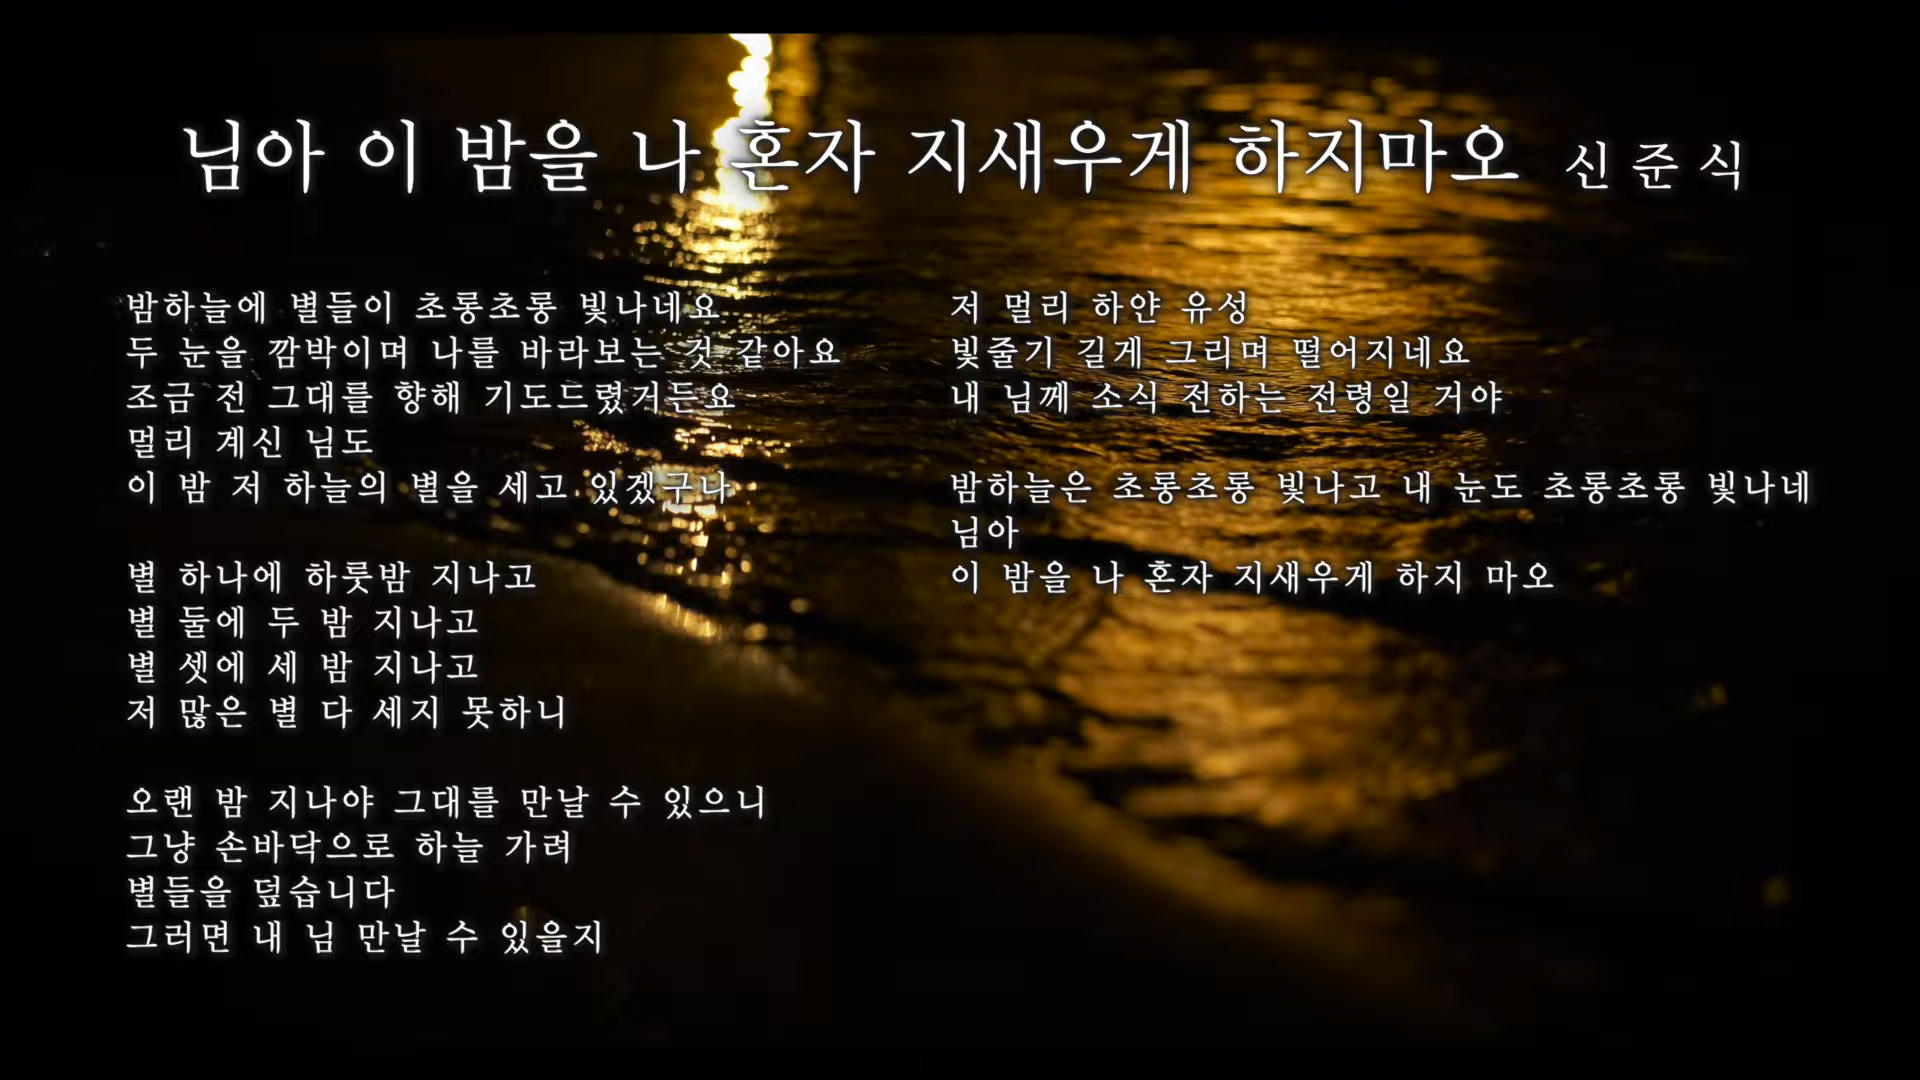 님아 이 밤을 나 혼자 지새우게 하지마오 신 준 식
밤하늘에 별들이 초롱초롱 빛나네요
두 눈을 깜박이며 나를 바라보는 것 같아요
조금 전 그대를 향해 기도드렸거든요
멀리 계신 님도
이 밤 저 하늘의 별을 세고 있겠구나
별 하나에 하룻밤 지나고
별 둘에 두 밤 지나고
별 셋에 세 밤 지나고
저 많은 별 다 세지 못하니
오랜 밤 지나야 그대를 만날 수 있으니
그냥 손바닥으로 하늘 가려
별들을 덮습니다
그러면 내 님 만날 수 있을지
저 멀리 하얀 유성
빛줄기 길게 그리며 떨어지네요
내 님께 소식 전하는 전령일 거야
밤하늘은 초롱초롱 빛나고 내 눈도 초롱초롱 빛나네
님아
이 밤을 나 혼자 지새우게 하지 마오